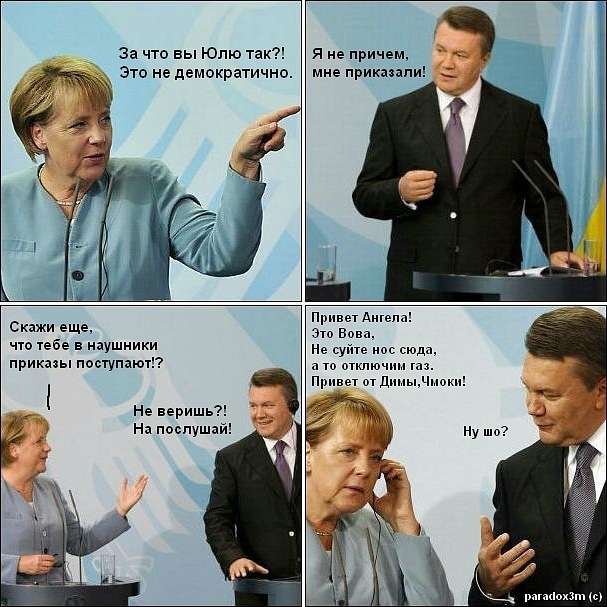 За что вы Юлю так?!
Это не демократично.
Я не причем,
мне приказали!
Скажи еще,
что тебе в наушники
приказы поступают!?
Не веришь?!
На послушай!
Привет Ангела!
Это Вова,
Не суйте нос сюда,
а то отключим газ.
Привет от Димы,Чмоки!
Ну шо?
paradox3m (c)